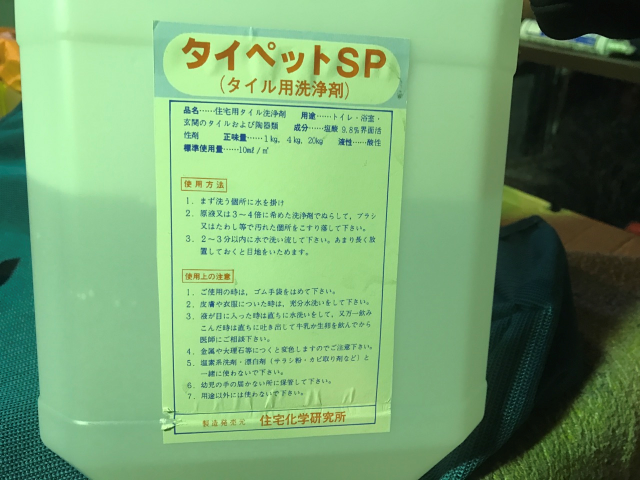 タイペットSP
(タイル用洗浄剤)
品名……住宅用タイル洗浄剤 用途……トイレ・浴室・
玄関のタイルおよび陶器類 成分……塩酸 9.8%界面活
性剤 正味量……1kg, 4kg, 20kg 液性……酸性
標準使用量……10mℓ/㎡
使用方法
1. まず洗う個所に水を掛け
2. 原液又は3〜4倍に希めた洗浄剤でぬらして、ブラシ
又はたわし等で汚れた個所をこすり落して下さい。
3. 2〜3分以内に水で洗い流して下さい。あまり長く放
置しておくと目地をいためます。
使用上の注意
1. ご使用の時は、ゴム手袋をはめて下さい。
2. 皮膚や衣服についた時は、充分水洗いをして下さい。
3. 液が目に入った時は直ちに水洗いをして、又万一飲み
こんだ時は直ちに吐き出して牛乳か生卵を飲んでから
医師にご相談下さい。
4. 金属や大理石等につくと変色しますのでご注意下さい。
5. 塩素系洗剤・漂白剤(サラシ粉・カビ取り剤など)と
一緒に使わないで下さい。
6. 幼児の手の届かない所に保管して下さい。
7. 用途以外には使わないで下さい。
製造発売元 住宅化学研究所